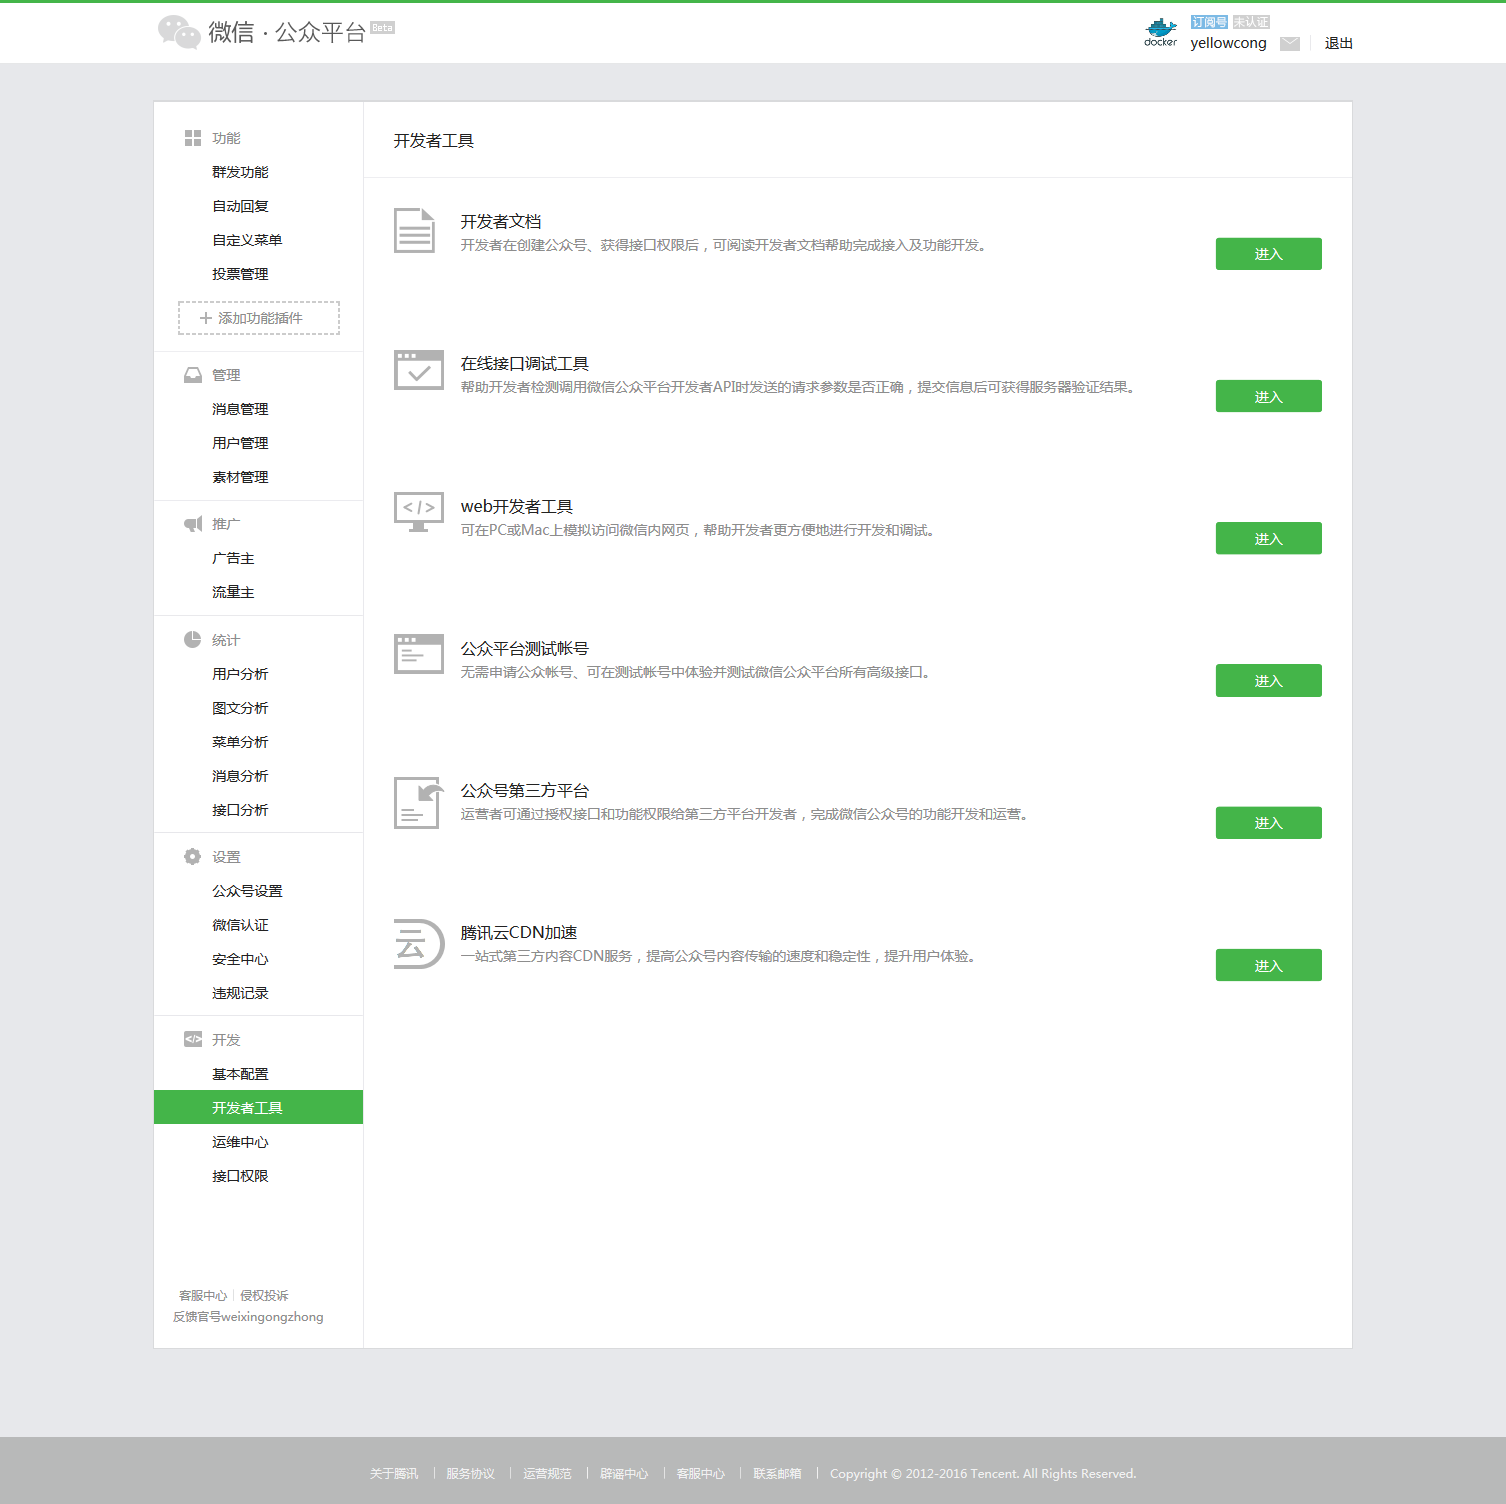 微信 · 公众平台 Beta
订阅号 未认证
docker yellowcong 退出
功能
群发功能
自动回复
自定义菜单
投票管理
添加功能插件
管理
消息管理
用户管理
素材管理
推广
广告主
流量主
统计
用户分析
图文分析
菜单分析
消息分析
接口分析
设置
公众号设置
微信认证
安全中心
违规记录
开发
基本配置
开发者工具
运维中心
接口权限
客服中心 侵权投诉
反馈官号weixingongzhong
开发者工具
开发者文档
开发者在创建公众号、获得接口权限后，可阅读开发者文档帮助完成接入及功能开发。
进入
在线接口调试工具
帮助开发者检测调用微信公众平台开发者API时发送的请求参数是否正确，提交信息后可获得服务器验证结果。
进入
web开发者工具
可在PC或Mac上模拟访问微信内网页，帮助开发者更方便地进行开发和调试。
进入
公众平台测试帐号
无需申请公众帐号、可在测试帐号中体验并测试微信公众平台所有高级接口。
进入
公众号第三方平台
运营者可通过授权接口和功能权限给第三方平台开发者，完成微信公众号的功能开发和运营。
进入
云
腾讯云CDN加速
一站式第三方内容CDN服务，提高公众号内容传输的速度和稳定性，提升用户体验。
进入
关于腾讯 服务协议 运营规范 辟谣中心 客服中心 联系邮箱 Copyright © 2012-2016 Tencent. All Rights Reserved.